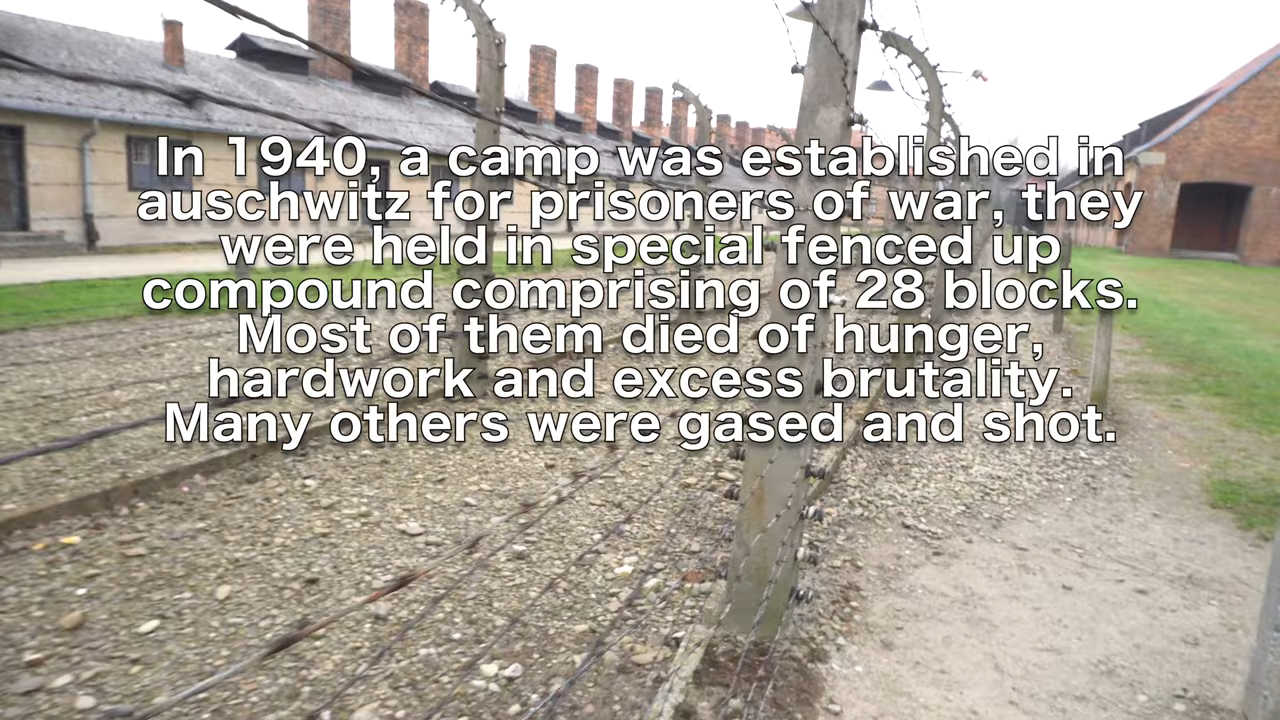 In 1940, a camp was established in
auschwitz for prisoners of war, they
were held in special fenced up
compound comprising of 28 blocks.
Most of them died of hunger,
hardwork and excess brutality.
Many others were gased and shot.